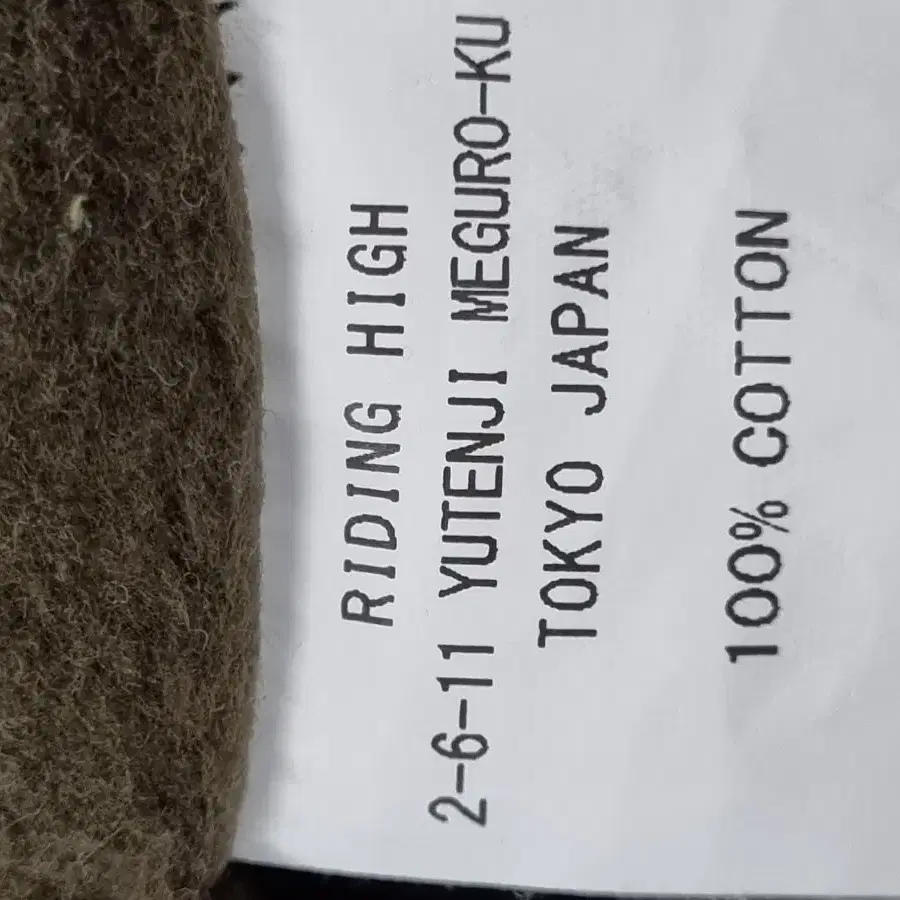 RIDING HIGH
2-6-11 YUTENJI MEGURO-KU
TOKYO JAPAN
100% COTTON